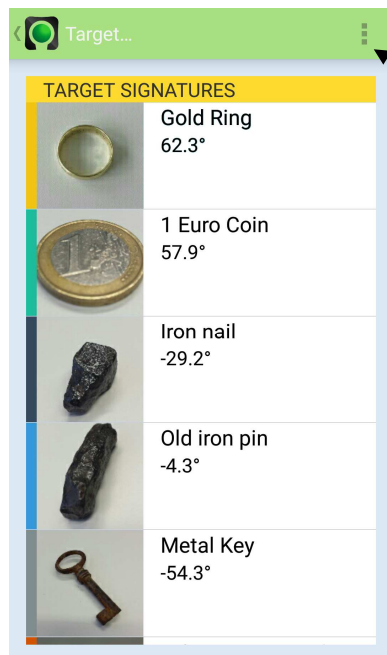 Target...
TARGET SIGNATURES
Gold Ring
62.3°
1 Euro Coin
57.9°
Iron nail
-29.2°
Old iron pin
-4.3°
Metal Key
-54.3°